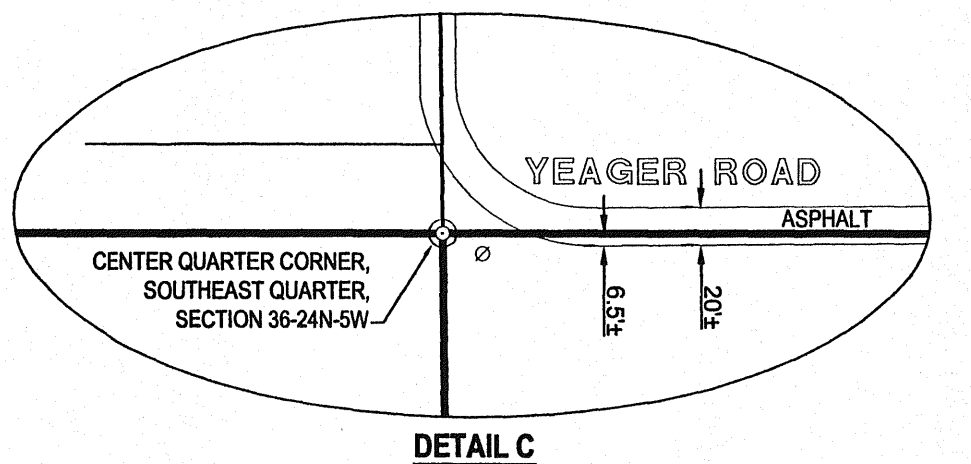 YEAGER ROAD
ASPHALT
CENTER QUARTER CORNER,
SOUTHEAST QUARTER,
SECTION 36-24N-5W
Ø
6.5'±
20'±
DETAIL C